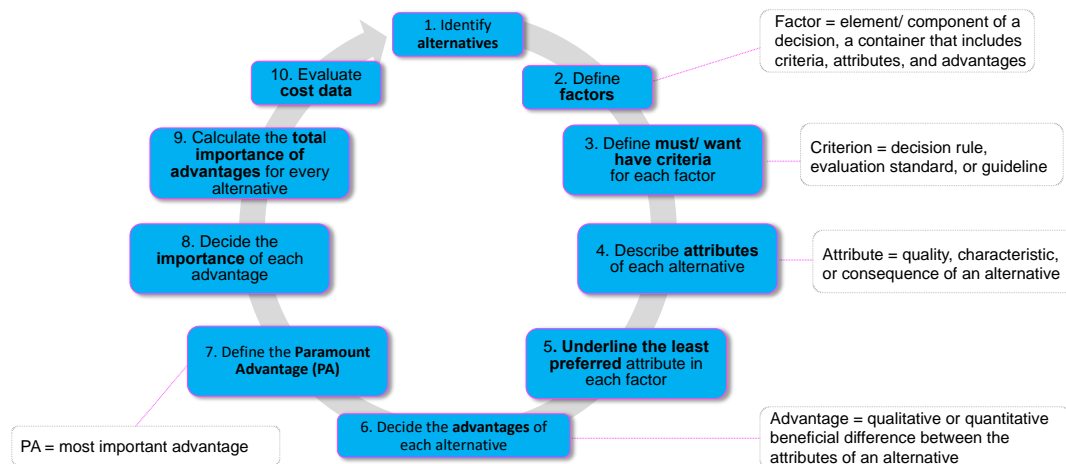 1. Identify
alternatives
Factor = element/ component of a
decision, a container that includes
criteria, attributes, and advantages
2. Define
factors
3. Define must/ want
have criteria
for each factor
Criterion = decision rule,
evaluation standard, or guideline
4. Describe attributes
of each alternative
Attribute = quality, characteristic,
or consequence of an alternative
5. Underline the least
preferred attribute in
each factor
6. Decide the advantages of
each alternative
Advantage = qualitative or quantitative
beneficial difference between the
attributes of an alternative
7. Define the Paramount
Advantage (PA)
PA = most important advantage
8. Decide the
importance of each
advantage
9. Calculate the total
importance of
advantages for every
alternative
10. Evaluate
cost data